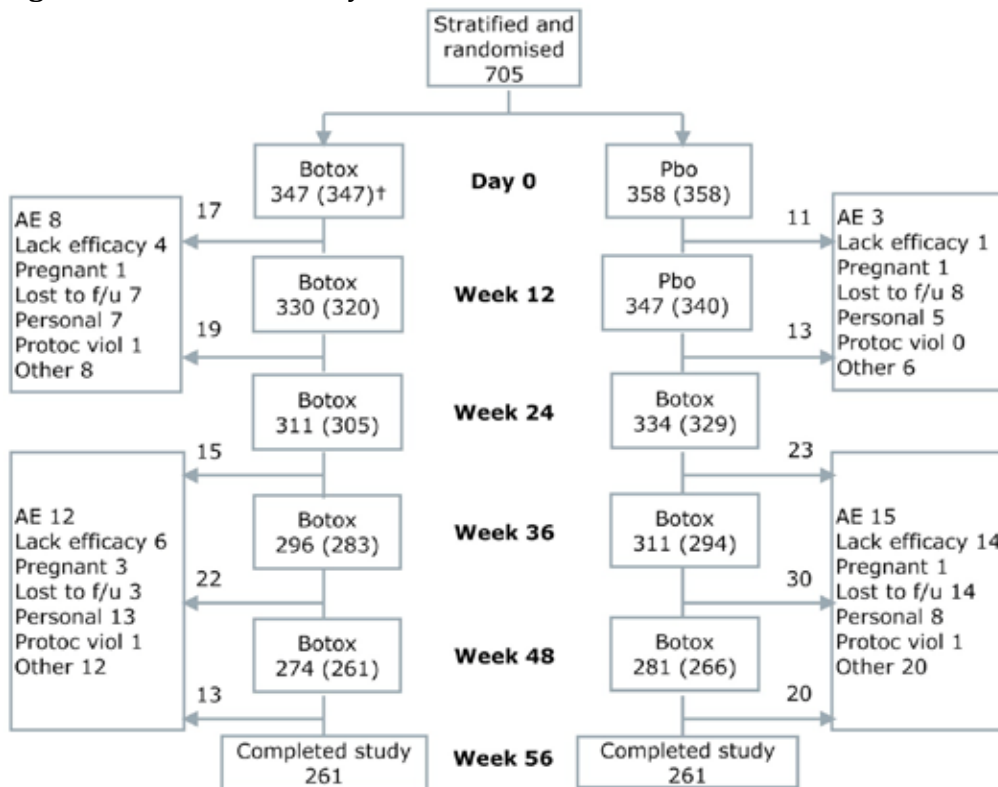 Stratified and
randomised
705
Botox
347 (347)†
Day 0
Pbo
358 (358)
17
11
AE 8
Lack efficacy 4
Pregnant 1
Lost to f/u 7
Personal 7
Protoc viol 1
Other 8
AE 3
Lack efficacy 1
Pregnant 1
Lost to f/u 8
Personal 5
Protoc viol 0
Other 6
Botox
330 (320)
Week 12
Pbo
347 (340)
19
13
Botox
311 (305)
Week 24
Botox
334 (329)
15
23
AE 12
Lack efficacy 6
Pregnant 3
Lost to f/u 3
Personal 13
Protoc viol 1
Other 12
Botox
296 (283)
Week 36
Botox
311 (294)
AE 15
Lack efficacy 14
Pregnant 1
Lost to f/u 14
Personal 8
Protoc viol 1
Other 20
22
30
Botox
274 (261)
Week 48
Botox
281 (266)
13
20
Completed study
261
Week 56
Completed study
261